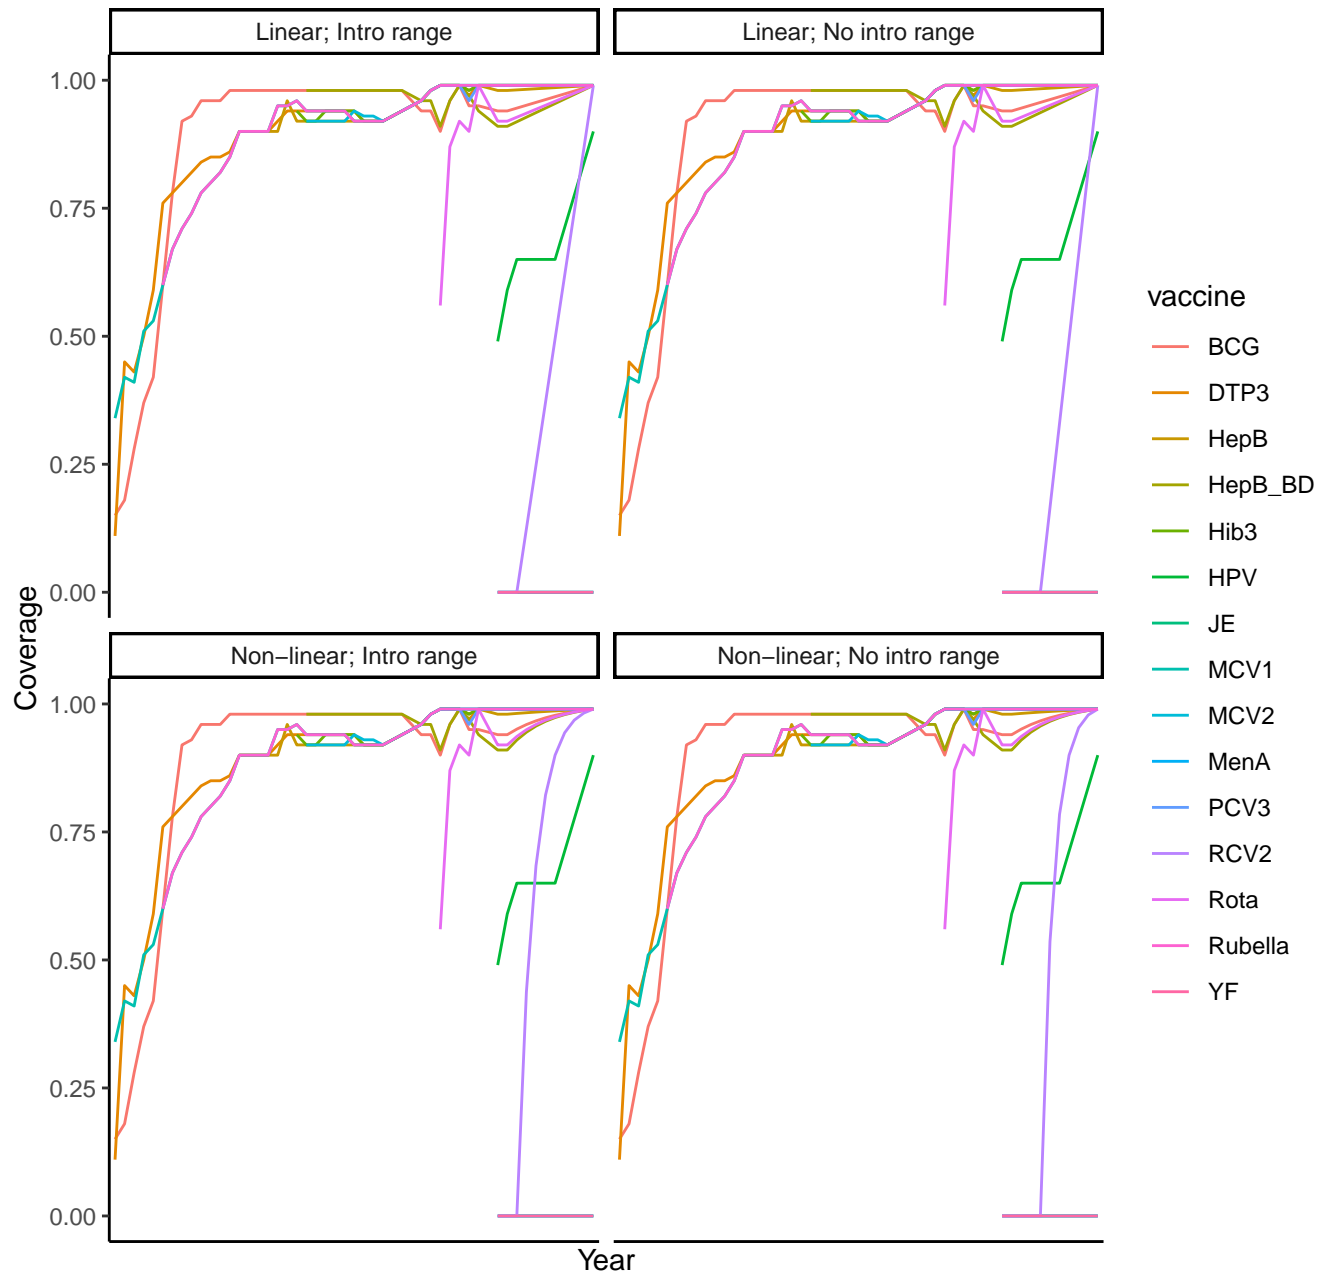 Linear; Intro range
Linear; No intro range
1.00
0.75
0.50
0.25
0.00
Non−linear; Intro range
Non−linear; No intro range
1.00
0.75
0.50
0.25
0.00
Coverage
Year
vaccine
BCG
DTP3
HepB
HepB_BD
Hib3
HPV
JE
MCV1
MCV2
MenA
PCV3
RCV2
Rota
Rubella
YF